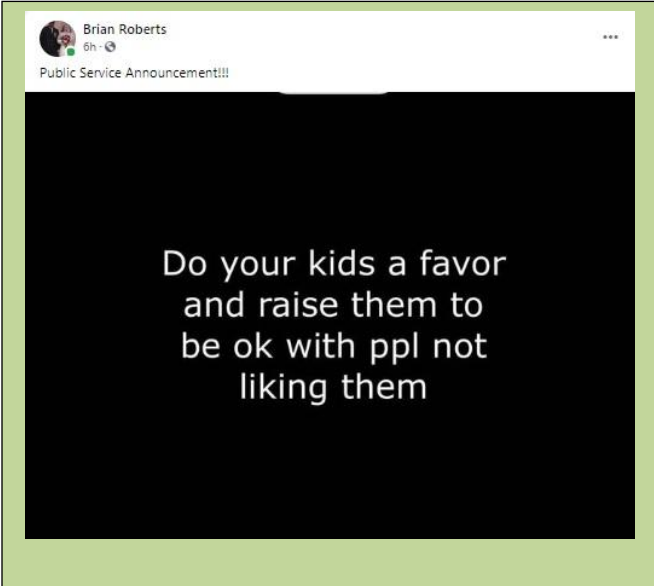 Brian Roberts
6h ·
Public Service Announcement!!!
Do your kids a favor
and raise them to
be ok with ppl not
liking them